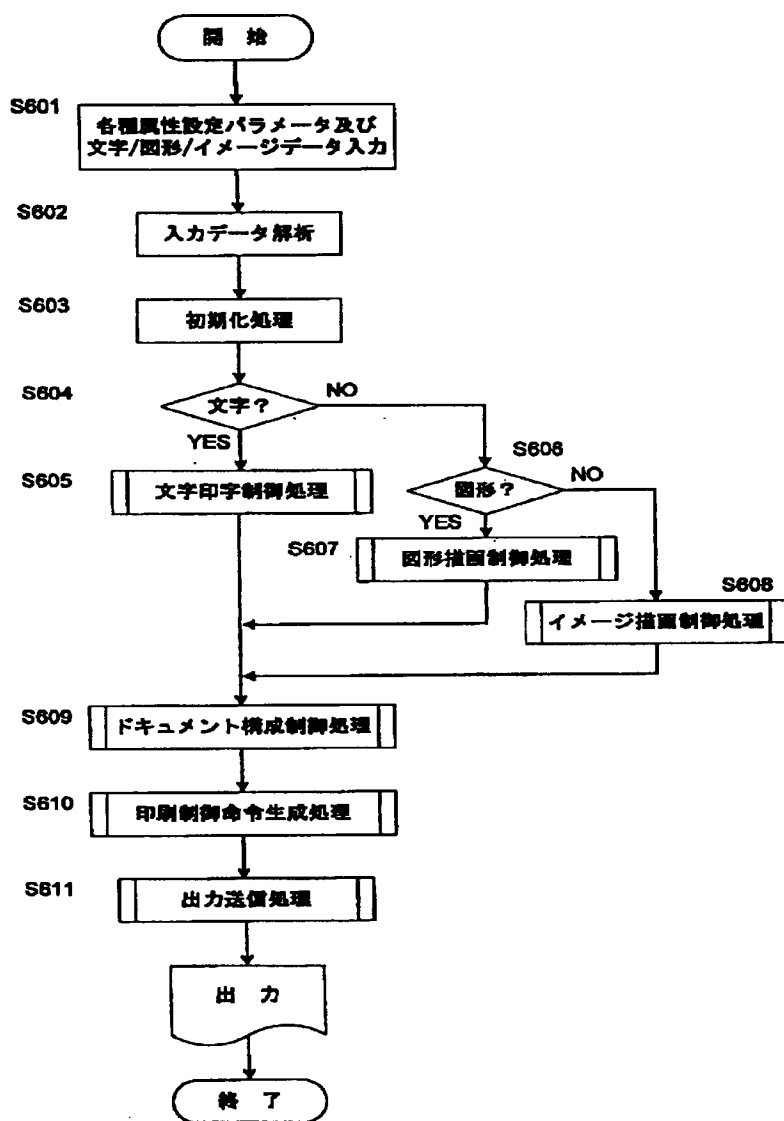 開 始
S601
各種属性設定パラメータ及び
文字/図形/イメージデータ入力
S602
入力データ解析
S603
初期化処理
S604
文字?
NO
YES
S605
文字印字制御処理
S606
図形?
NO
YES
S607
図形描画制御処理
S608
イメージ描画制御処理
S609
ドキュメント構成制御処理
S610
印刷制御命令生成処理
S611
出力送信処理
出 力
終 了